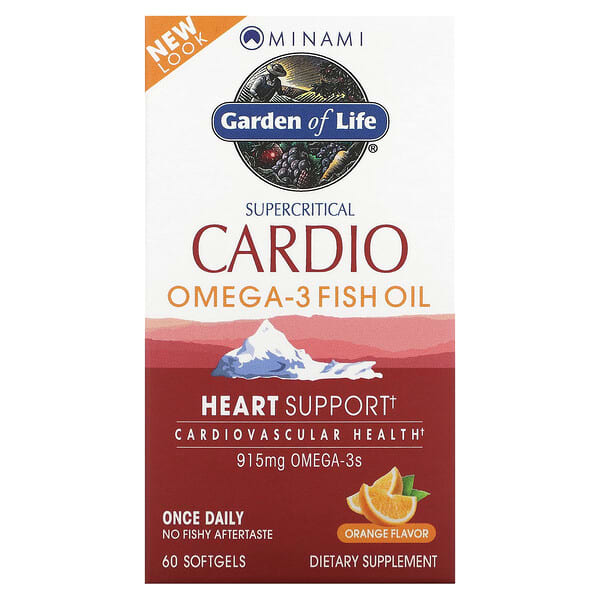 NEW
LOOK
MINAMI
Garden of Life®
SUPERCRITICAL
CARDIO
OMEGA-3 FISH OIL
HEART SUPPORT†
CARDIOVASCULAR HEALTH†
915mg OMEGA-3s
ONCE DAILY
NO FISHY AFTERTASTE
ORANGE FLAVOR
60 SOFTGELS
DIETARY SUPPLEMENT